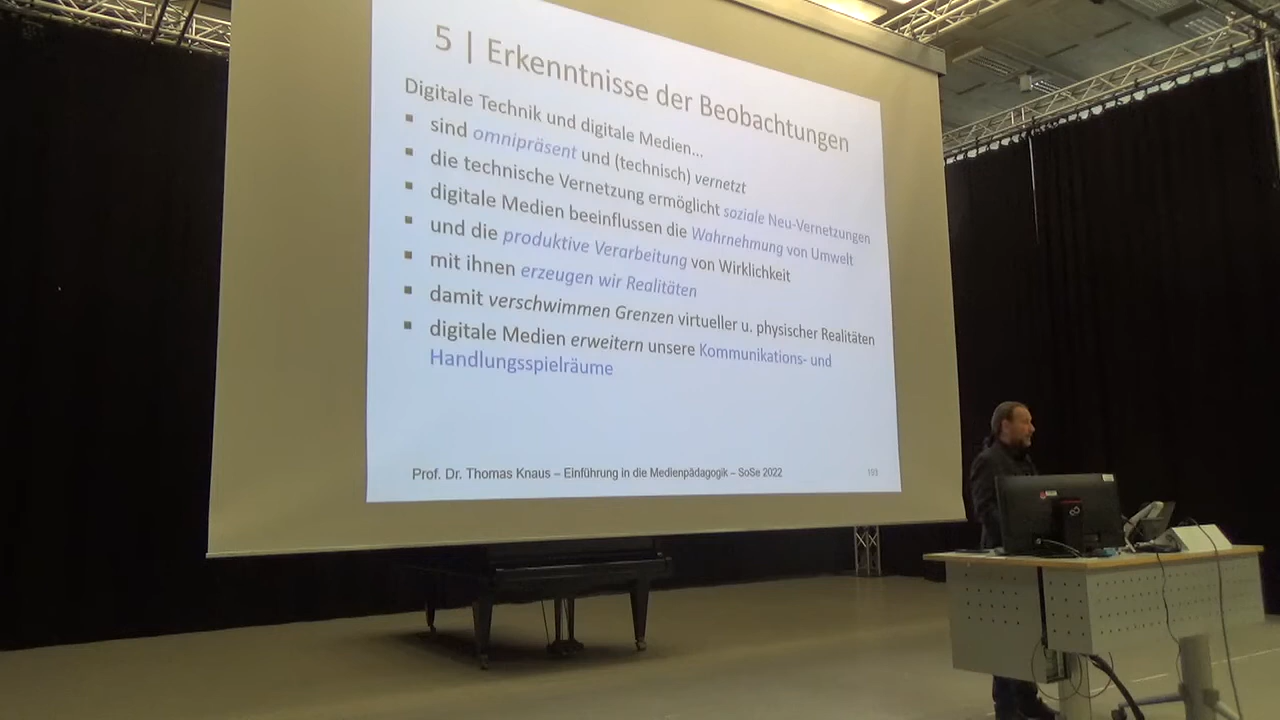 5 | Erkenntnisse der Beobachtungen
Digitale Technik und digitale Medien...
▪ sind omnipräsent und (technisch) vernetzt
▪ die technische Vernetzung ermöglicht soziale Neu-Vernetzungen
▪ digitale Medien beeinflussen die Wahrnehmung von Umwelt
▪ und die produktive Verarbeitung von Wirklichkeit
▪ mit ihnen erzeugen wir Realitäten
▪ damit verschwimmen Grenzen virtueller u. physischer Realitäten
▪ digitale Medien erweitern unsere Kommunikations- und
Handlungsspielräume
Prof. Dr. Thomas Knaus – Einführung in die Medienpädagogik – SoSe 2022